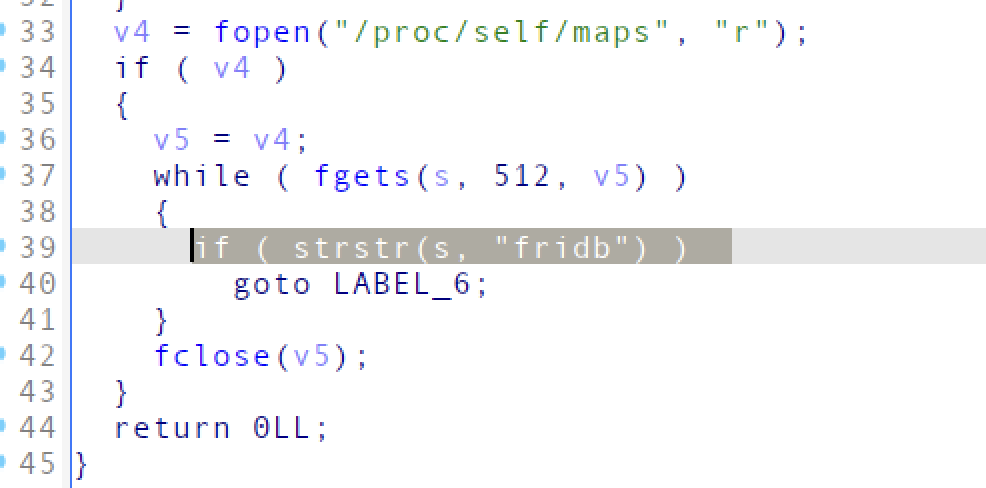 33 v4 = fopen("/proc/self/maps", "r");
34 if ( v4 )
35 {
36 v5 = v4;
37 while ( fgets(s, 512, v5) )
38 {
39 if ( strstr(s, "fridb") )
40 goto LABEL_6;
41 }
42 fclose(v5);
43 }
44 return 0LL;
45 }